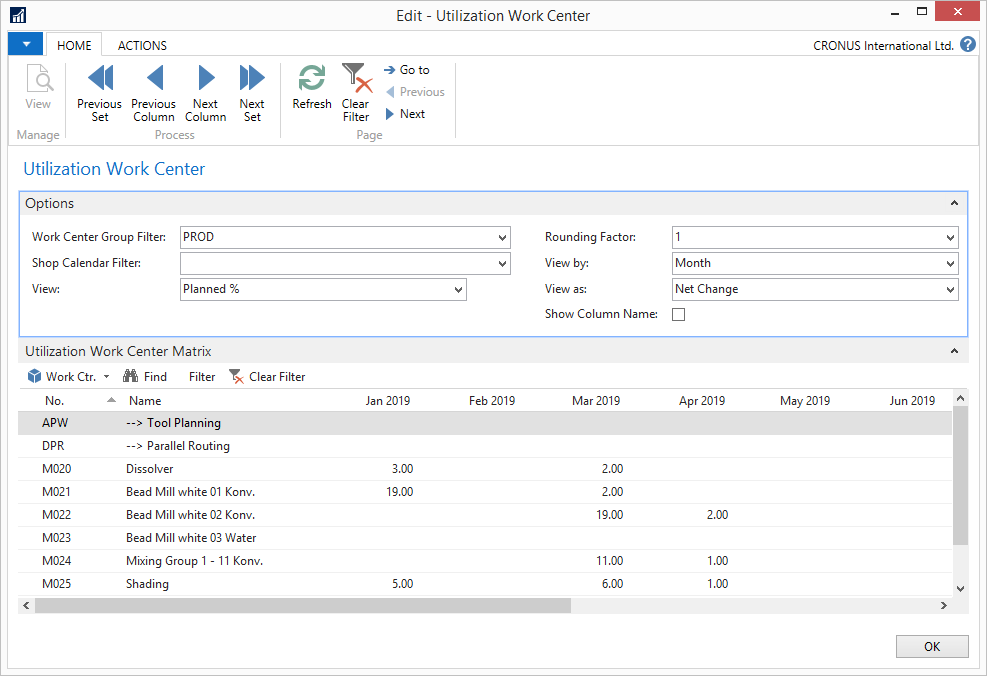 Edit - Utilization Work Center
HOME ACTIONS CRONUS International Ltd. ?
View
Manage
Previous Set
Previous Column
Next Column
Next Set
Process
Refresh
Clear Filter
Go to
Previous
Next
Page
Utilization Work Center
Options
Work Center Group Filter: PROD
Rounding Factor: 1
Shop Calendar Filter:
View by: Month
View: Planned %
View as: Net Change
Show Column Name:
Utilization Work Center Matrix
Work Ctr. Find Filter Clear Filter
No. Name Jan 2019 Feb 2019 Mar 2019 Apr 2019 May 2019 Jun 2019
APW --> Tool Planning
DPR --> Parallel Routing
M020 Dissolver 3.00 2.00
M021 Bead Mill white 01 Konv. 19.00 2.00
M022 Bead Mill white 02 Konv. 19.00 2.00
M023 Bead Mill white 03 Water
M024 Mixing Group 1 - 11 Konv. 11.00 1.00
M025 Shading 5.00 6.00 1.00
OK